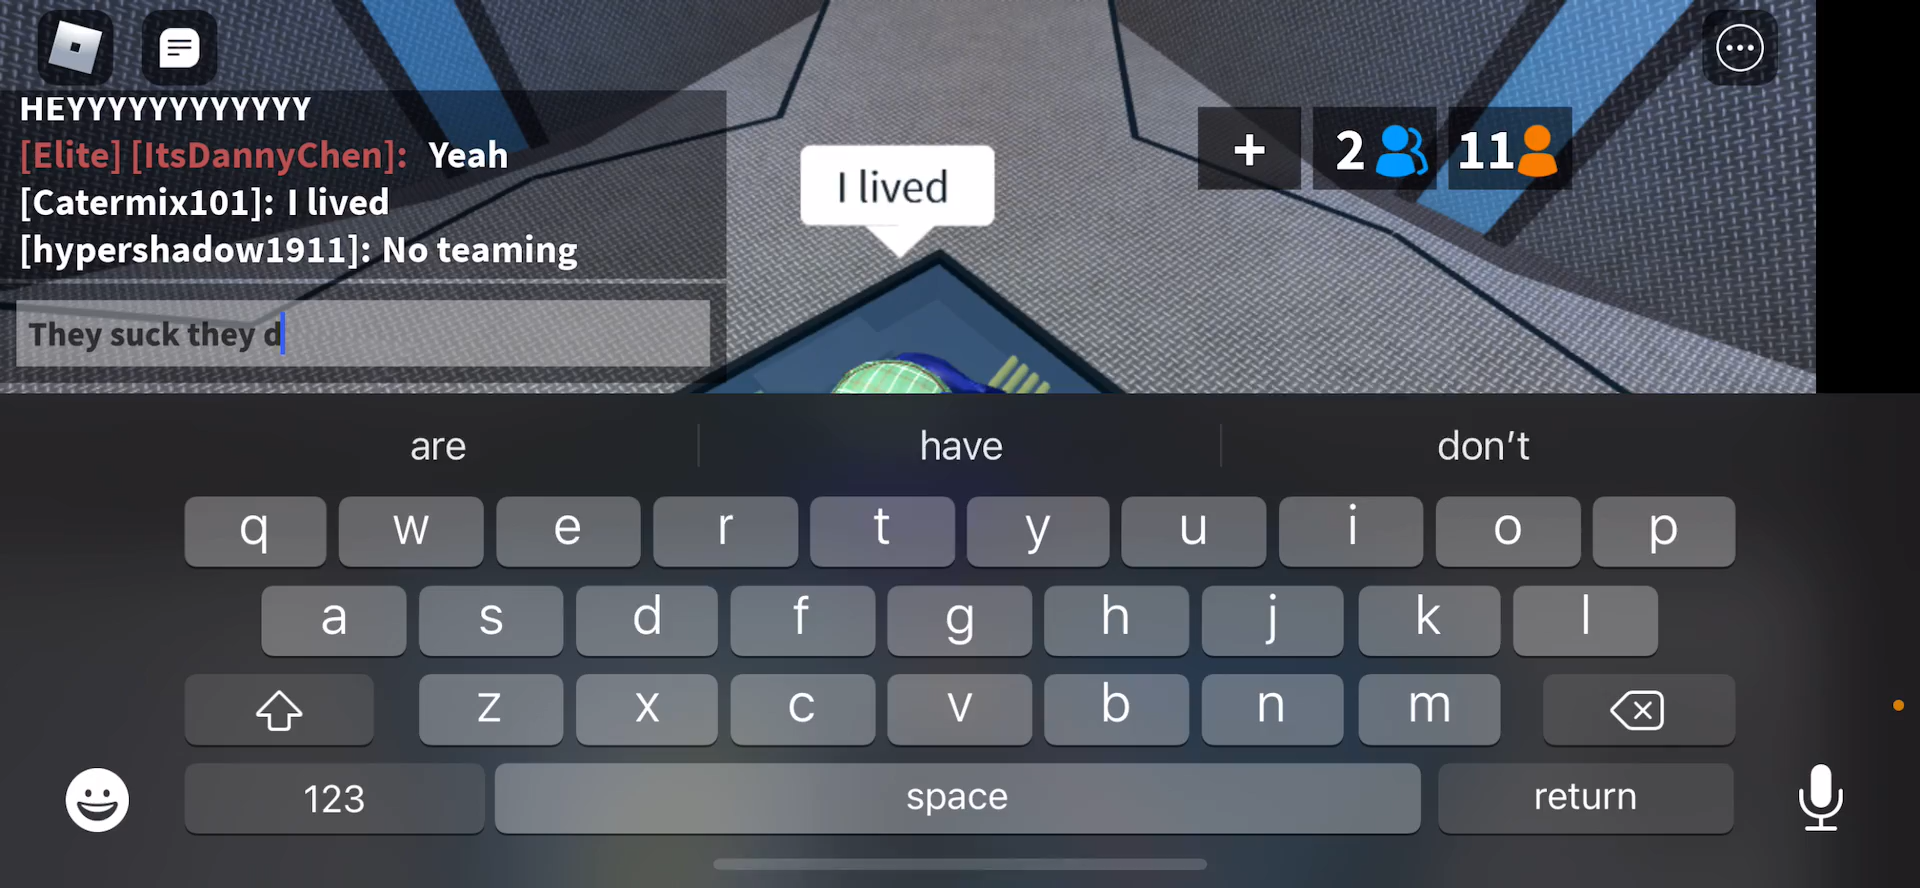 HEYYYYYYYYYYYY
[Elite] [ItsDannyChen]: Yeah
[Catermix101]: I lived
[hypershadow1911]: No teaming
They suck they d
I lived
+ 2 11
are have don't
q w e r t y u i o p
a s d f g h j k l
z x c v b n m
123 space return